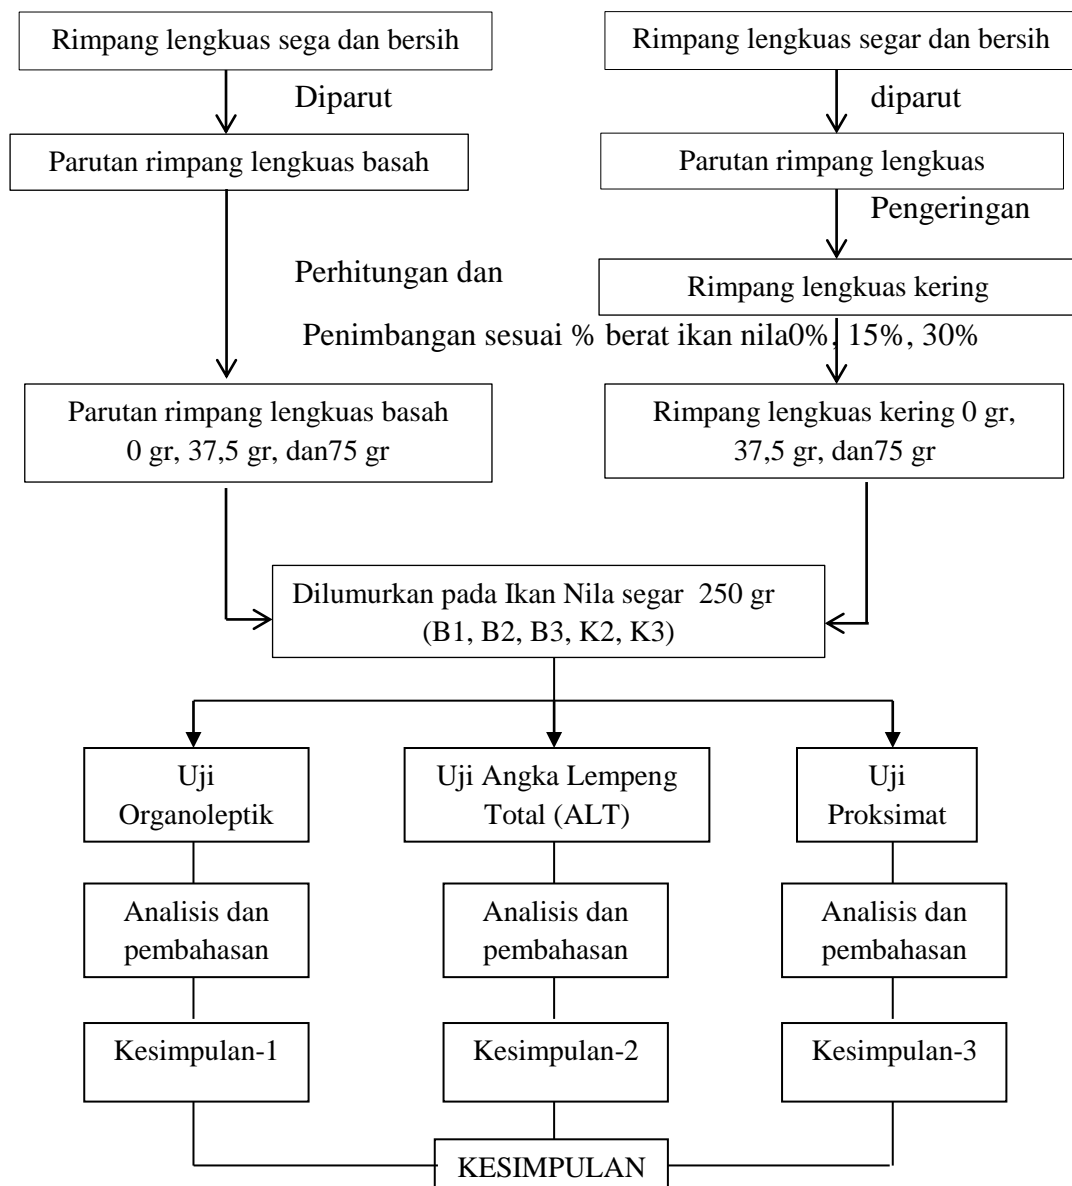 Rimpang lengkuas sega dan bersih
Rimpang lengkuas segar dan bersih
Diparut
diparut
Parutan rimpang lengkuas basah
Parutan rimpang lengkuas
Pengeringan
Perhitungan dan
Rimpang lengkuas kering
Penimbangan sesuai % berat ikan nila0%, 15%, 30%
Parutan rimpang lengkuas basah
0 gr, 37,5 gr, dan75 gr
Rimpang lengkuas kering 0 gr,
37,5 gr, dan75 gr
Dilumurkan pada Ikan Nila segar 250 gr
(B1, B2, B3, K2, K3)
Uji
Organoleptik
Uji Angka Lempeng
Total (ALT)
Uji
Proksimat
Analisis dan
pembahasan
Analisis dan
pembahasan
Analisis dan
pembahasan
Kesimpulan-1
Kesimpulan-2
Kesimpulan-3
KESIMPULAN